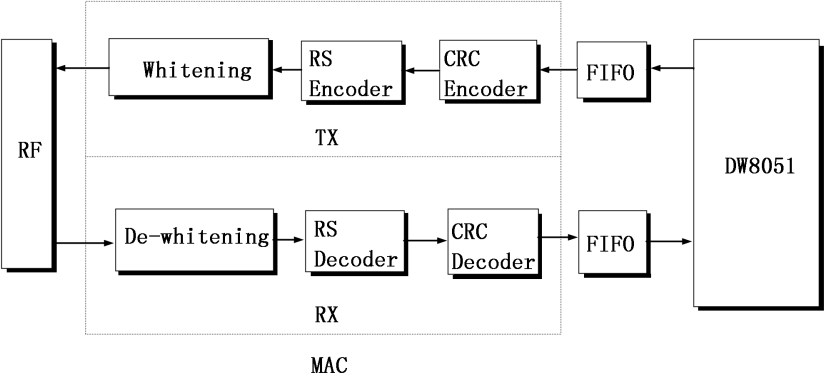 RF
Whitening
RS
Encoder
CRC
Encoder
FIFO
DW8051
TX
De-whitening
RS
Decoder
CRC
Decoder
FIFO
RX
MAC